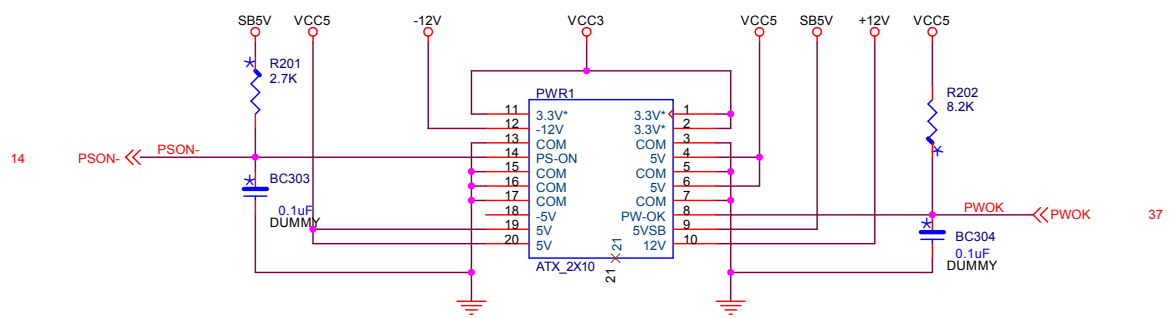 SB5V VCC5 -12V VCC3 VCC5 SB5V +12V VCC5
R201
2.7K
R202
8.2K
PWR1
11 3.3V* 3.3V* 1
12 -12V 3.3V* 2
13 COM COM 3
14 PSON- PSON- 14 PS-ON 5V 4
15 COM COM 5
16 COM 5V 6
17 COM COM 7
18 -5V PW-OK 8 PWOK PWOK 37
19 5V 5VSB 9
20 5V 12V 10
BC303
0.1uF
DUMMY
BC304
0.1uF
DUMMY
21
ATX_2X10
21